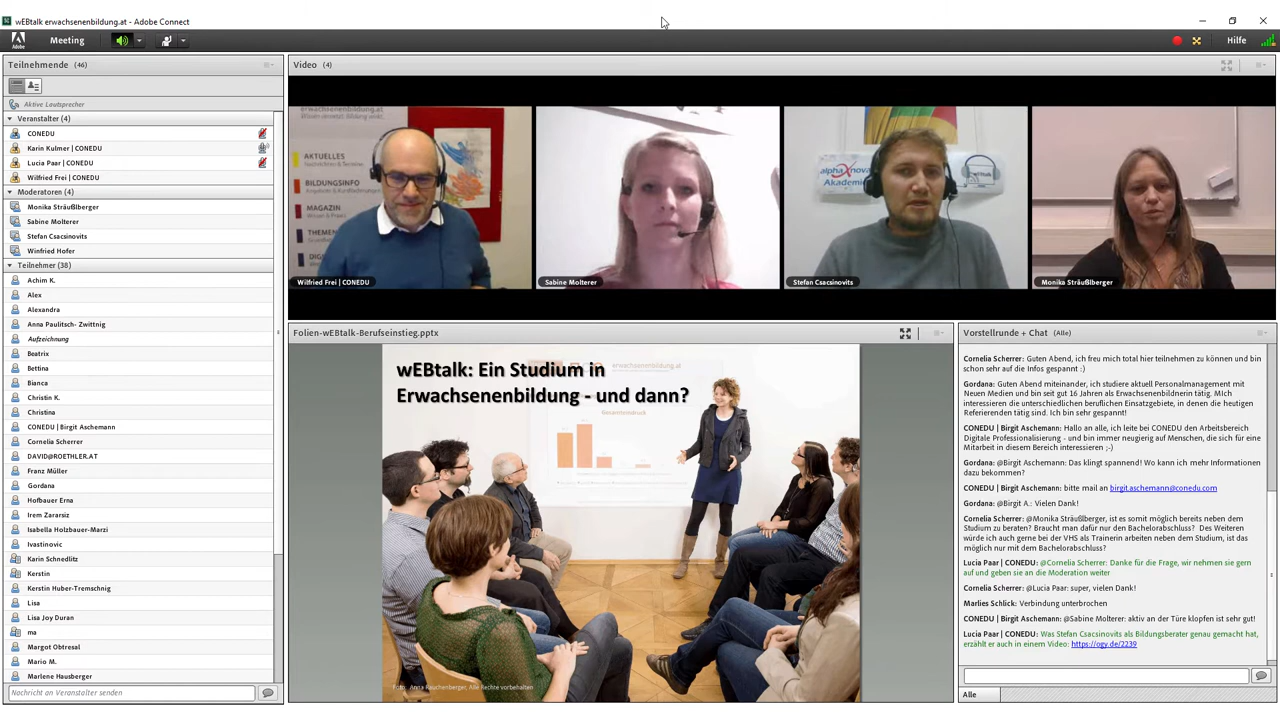 wEBtalk erwachsenenbildung.at - Adobe Connect
Adobe
Meeting
Hilfe
Teilnehmende (46)
Aktive Lautsprecher
Veranstalter (4)
CONEDU
Karin Kulmer | CONEDU
Lucia Paar | CONEDU
Wilfried Frei | CONEDU
Moderatoren (4)
Monika Sträußlberger
Sabine Molterer
Stefan Csacsinovits
Winfried Hofer
Teilnehmer (38)
Achim K.
Alex
Alexandra
Anna Paulitsch- Zwittnig
Aufzeichnung
Beatrix
Bettina
Bianca
Christin K.
Christina
CONEDU | Birgit Aschemann
Cornelia Scherrer
DAVID@ROETHLER.AT
Franz Müller
Gordana
Hofbauer Erna
Irem Zararsiz
Isabella Holzbauer-Marzi
Ivastinovic
Karin Schnedlitz
Kerstin
Kerstin Huber-Tremschnig
Lisa
Lisa Joy Duran
ma
Margot Obtresal
Mario M.
Marlene Hausberger
Nachricht an Veranstalter senden
Video (4)
erwachsenenbildung.at
AKTUELLES
BILDUNGSINFO
MAGAZIN
THEMEN
Wilfried Frei | CONEDU
Sabine Molterer
alpha nova
Akademie
Stefan Csacsinovits
Monika Sträußlberger
Folien-wEBtalk-Berufseinstieg.pptx
wEBtalk: Ein Studium in
Erwachsenenbildung - und dann?
erwachsenenbildung.at
Gesamteindruck
Foto: Anita Rauchenberger, Alle Rechte vorbehalten
Vorstellrunde + Chat (Alle)
Cornelia Scherrer: Guten Abend, ich freu mich total hier teilnehmen zu können und bin
schon sehr auf die Infos gespannt :)
Gordana: Guten Abend miteinander, ich studiere aktuell Personalmanagement mit
Neuen Medien und bin seit gut 16 Jahren als Erwachsenenbildnerin tätig. MIch
interessieren die unterschiedlichen beruflichen Einsatzgebiete, in denen die heutigen
Referierenden tätig sind. Ich bin sehr gespannt!
CONEDU | Birgit Aschemann: Hallo an alle, ich leite bei CONEDU den Arbeitsbereich
Digitale Professionalisierung - und bin immer neugierig auf Menschen, die sich für eine
Mitarbeit in diesem Bereich interessieren ;-)
Gordana: @Birgit Aschemann: Das klingt spannend! Wo kann ich mehr Informationen
dazu bekommen?
CONEDU | Birgit Aschemann: bitte mail an birgit.aschemann@conedu.com
Gordana: @Birgit A.: Vielen Dank!
Cornelia Scherrer: @Monika Sträußlberger, ist es somit möglich bereits neben dem
Studium zu beraten? Braucht man dafür nur den Bachelorabschluss? Des Weiteren
würde ich auch gerne bei der VHS als Trainerin arbeiten neben dem Studium, ist das
möglich nur mit dem Bachelorabschluss?
Lucia Paar | CONEDU: @Cornelia Scherrer: Danke für die Frage, wir nehmen sie gern
auf und geben sie an die Moderation weiter
Cornelia Scherrer: @Lucia Paar: super, vielen Dank!
Marlies Schlick: Verbindung unterbrochen
CONEDU | Birgit Aschemann: @Sabine Molterer: aktiv an der Türe klopfen ist sehr gut!
Lucia Paar | CONEDU: Was Stefan Csacsinovits als Bildungsberater genau gemacht hat,
erzählt er auch in einem Video: https://ogy.de/2239
Alle